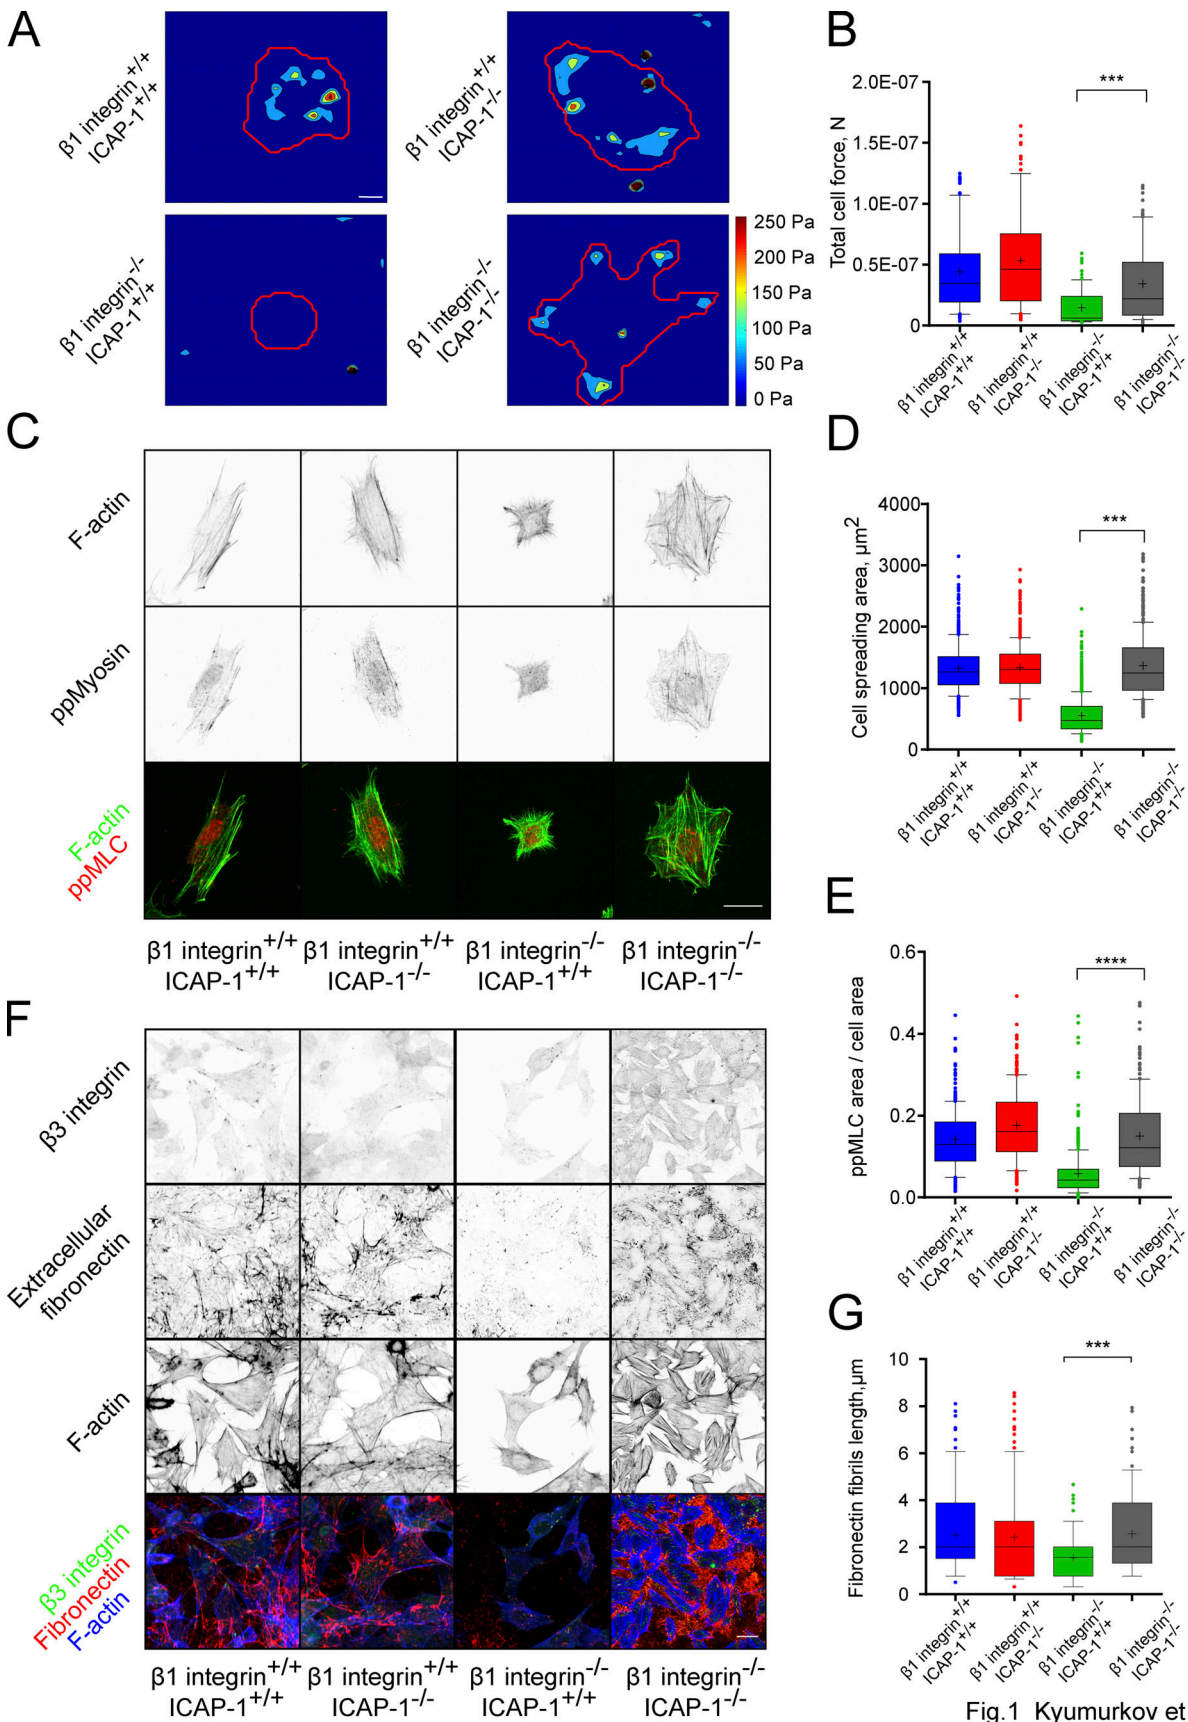 A
β1 integrin+/+
ICAP-1+/+
β1 integrin+/+
ICAP-1-/-
β1 integrin-/-
ICAP-1+/+
β1 integrin-/-
ICAP-1-/-
250 Pa
200 Pa
150 Pa
100 Pa
50 Pa
0 Pa
B
Total cell force, N
2.0E-07
1.5E-07
1.0E-07
0.5E-07
0
***
β1 integrin+/+
ICAP-1+/+
β1 integrin+/+
ICAP-1-/-
β1 integrin-/-
ICAP-1+/+
β1 integrin-/-
ICAP-1-/-
C
F-actin
ppMyosin
F-actin
ppMLC
β1 integrin+/+
ICAP-1+/+
β1 integrin+/+
ICAP-1-/-
β1 integrin-/-
ICAP-1+/+
β1 integrin-/-
ICAP-1-/-
D
Cell spreading area, µm2
4000
3000
2000
1000
0
***
β1 integrin+/+
ICAP-1+/+
β1 integrin+/+
ICAP-1-/-
β1 integrin-/-
ICAP-1+/+
β1 integrin-/-
ICAP-1-/-
E
ppMLC area / cell area
0.6
0.4
0.2
0.0
****
β1 integrin+/+
ICAP-1+/+
β1 integrin+/+
ICAP-1-/-
β1 integrin-/-
ICAP-1+/+
β1 integrin-/-
ICAP-1-/-
F
β3 integrin
Extracellular
fibronectin
F-actin
β3 integrin
Fibronectin
F-actin
β1 integrin+/+
ICAP-1+/+
β1 integrin+/+
ICAP-1-/-
β1 integrin-/-
ICAP-1+/+
β1 integrin-/-
ICAP-1-/-
G
Fibronectin fibrils length,µm
10
8
6
4
2
0
***
β1 integrin+/+
ICAP-1+/+
β1 integrin+/+
ICAP-1-/-
β1 integrin-/-
ICAP-1+/+
β1 integrin-/-
ICAP-1-/-
Fig.1 Kyumurkov et